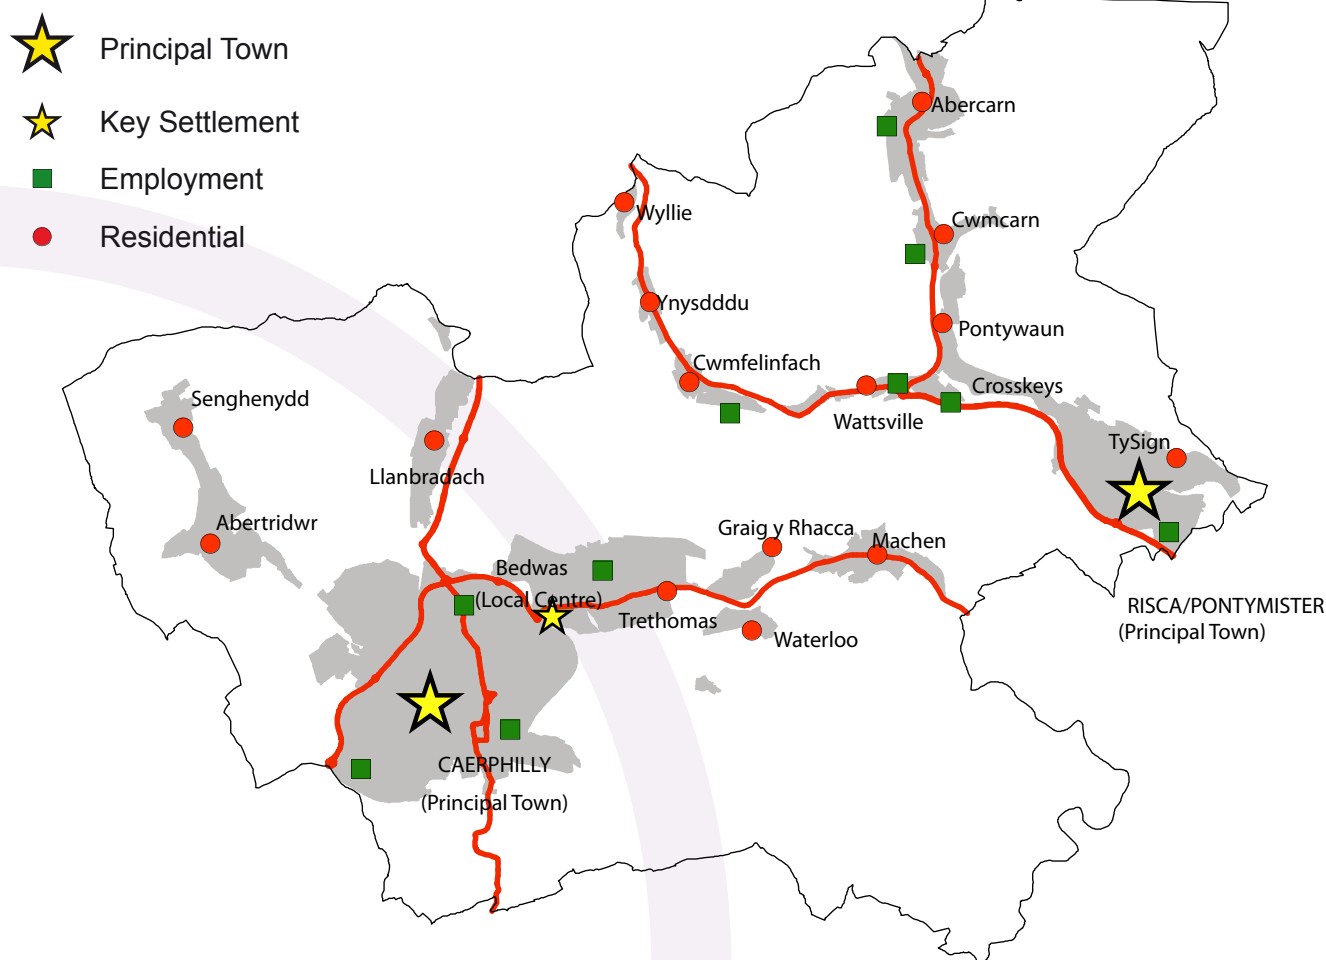 Principal Town
Key Settlement
Employment
Residential
Abercarn
Wyllie
Cwmcarn
Ynysdddu
Pontywaun
Cwmfelinfach
Crosskeys
Senghenydd
Wattsville
TySign
Llanbradach
Abertridwr
Graig y Rhacca
Machen
Bedwas
(Local Centre)
Trethomas
RISCA/PONTYMISTER
(Principal Town)
Waterloo
CAERPHILLY
(Principal Town)